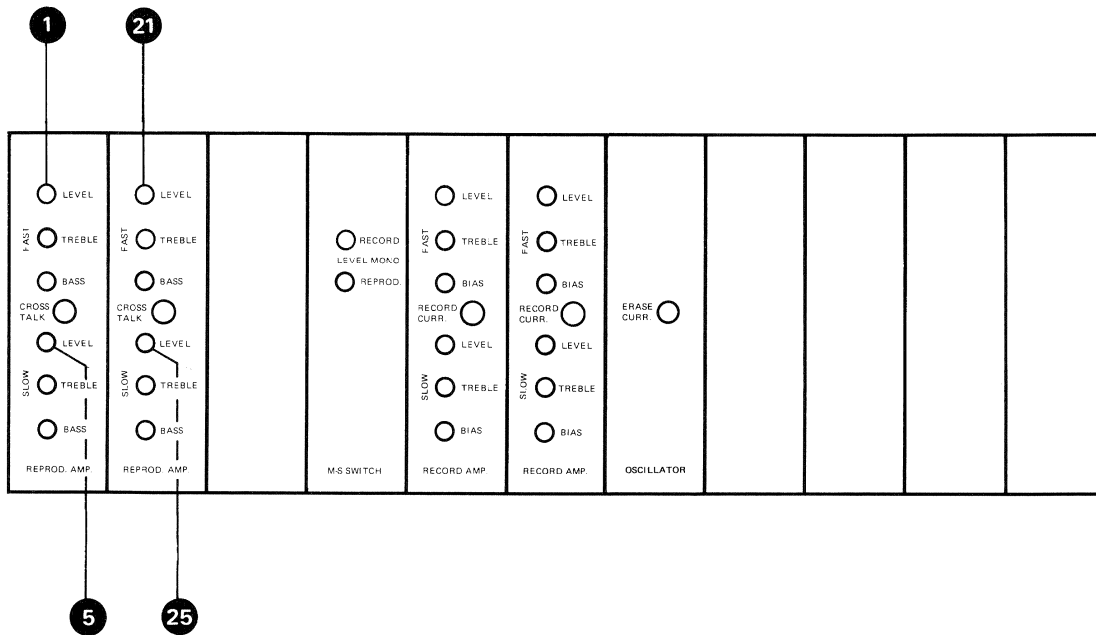 1
21
LEVEL
FAST
TREBLE
BASS
CROSS
TALK
LEVEL
SLOW
TREBLE
BASS
REPROD. AMP.
LEVEL
FAST
TREBLE
BASS
CROSS
TALK
LEVEL
SLOW
TREBLE
BASS
REPROD. AMP.
RECORD
LEVEL MONO
REPROD.
M-S SWITCH
LEVEL
FAST
TREBLE
BIAS
RECORD
CURR.
LEVEL
SLOW
TREBLE
BIAS
RECORD AMP.
LEVEL
FAST
TREBLE
BIAS
RECORD
CURR.
LEVEL
SLOW
TREBLE
BIAS
RECORD AMP.
ERASE
CURR.
OSCILLATOR
5
25